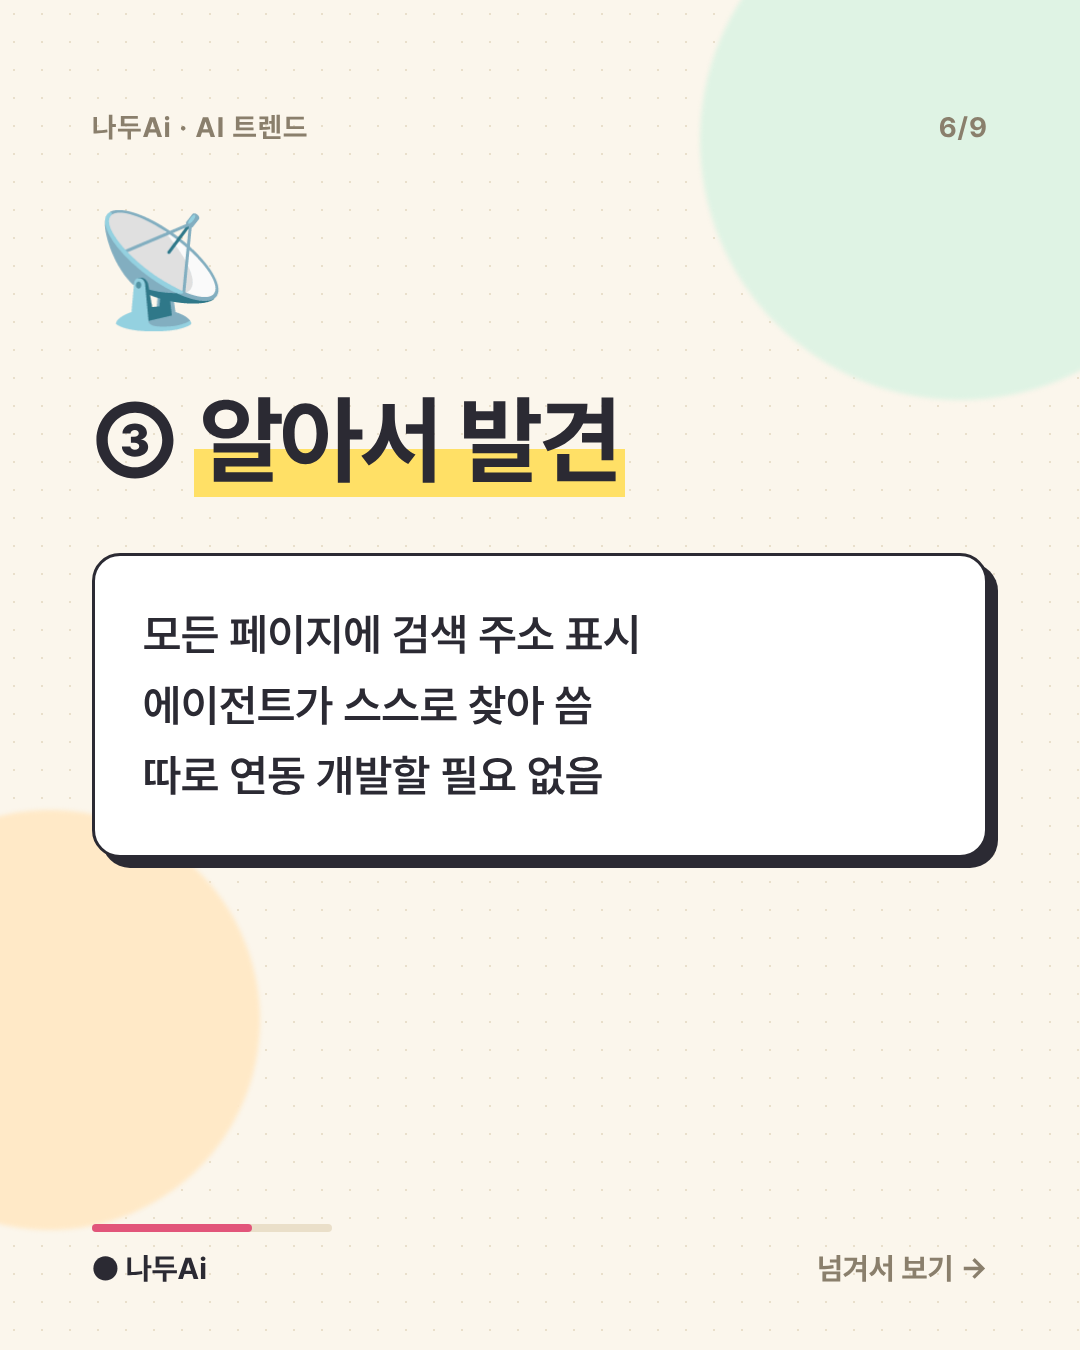 나두Ai · AI 트렌드
6/9
③ 알아서 발견
모든 페이지에 검색 주소 표시
에이전트가 스스로 찾아 씀
따로 연동 개발할 필요 없음
● 나두Ai
넘겨서 보기 →